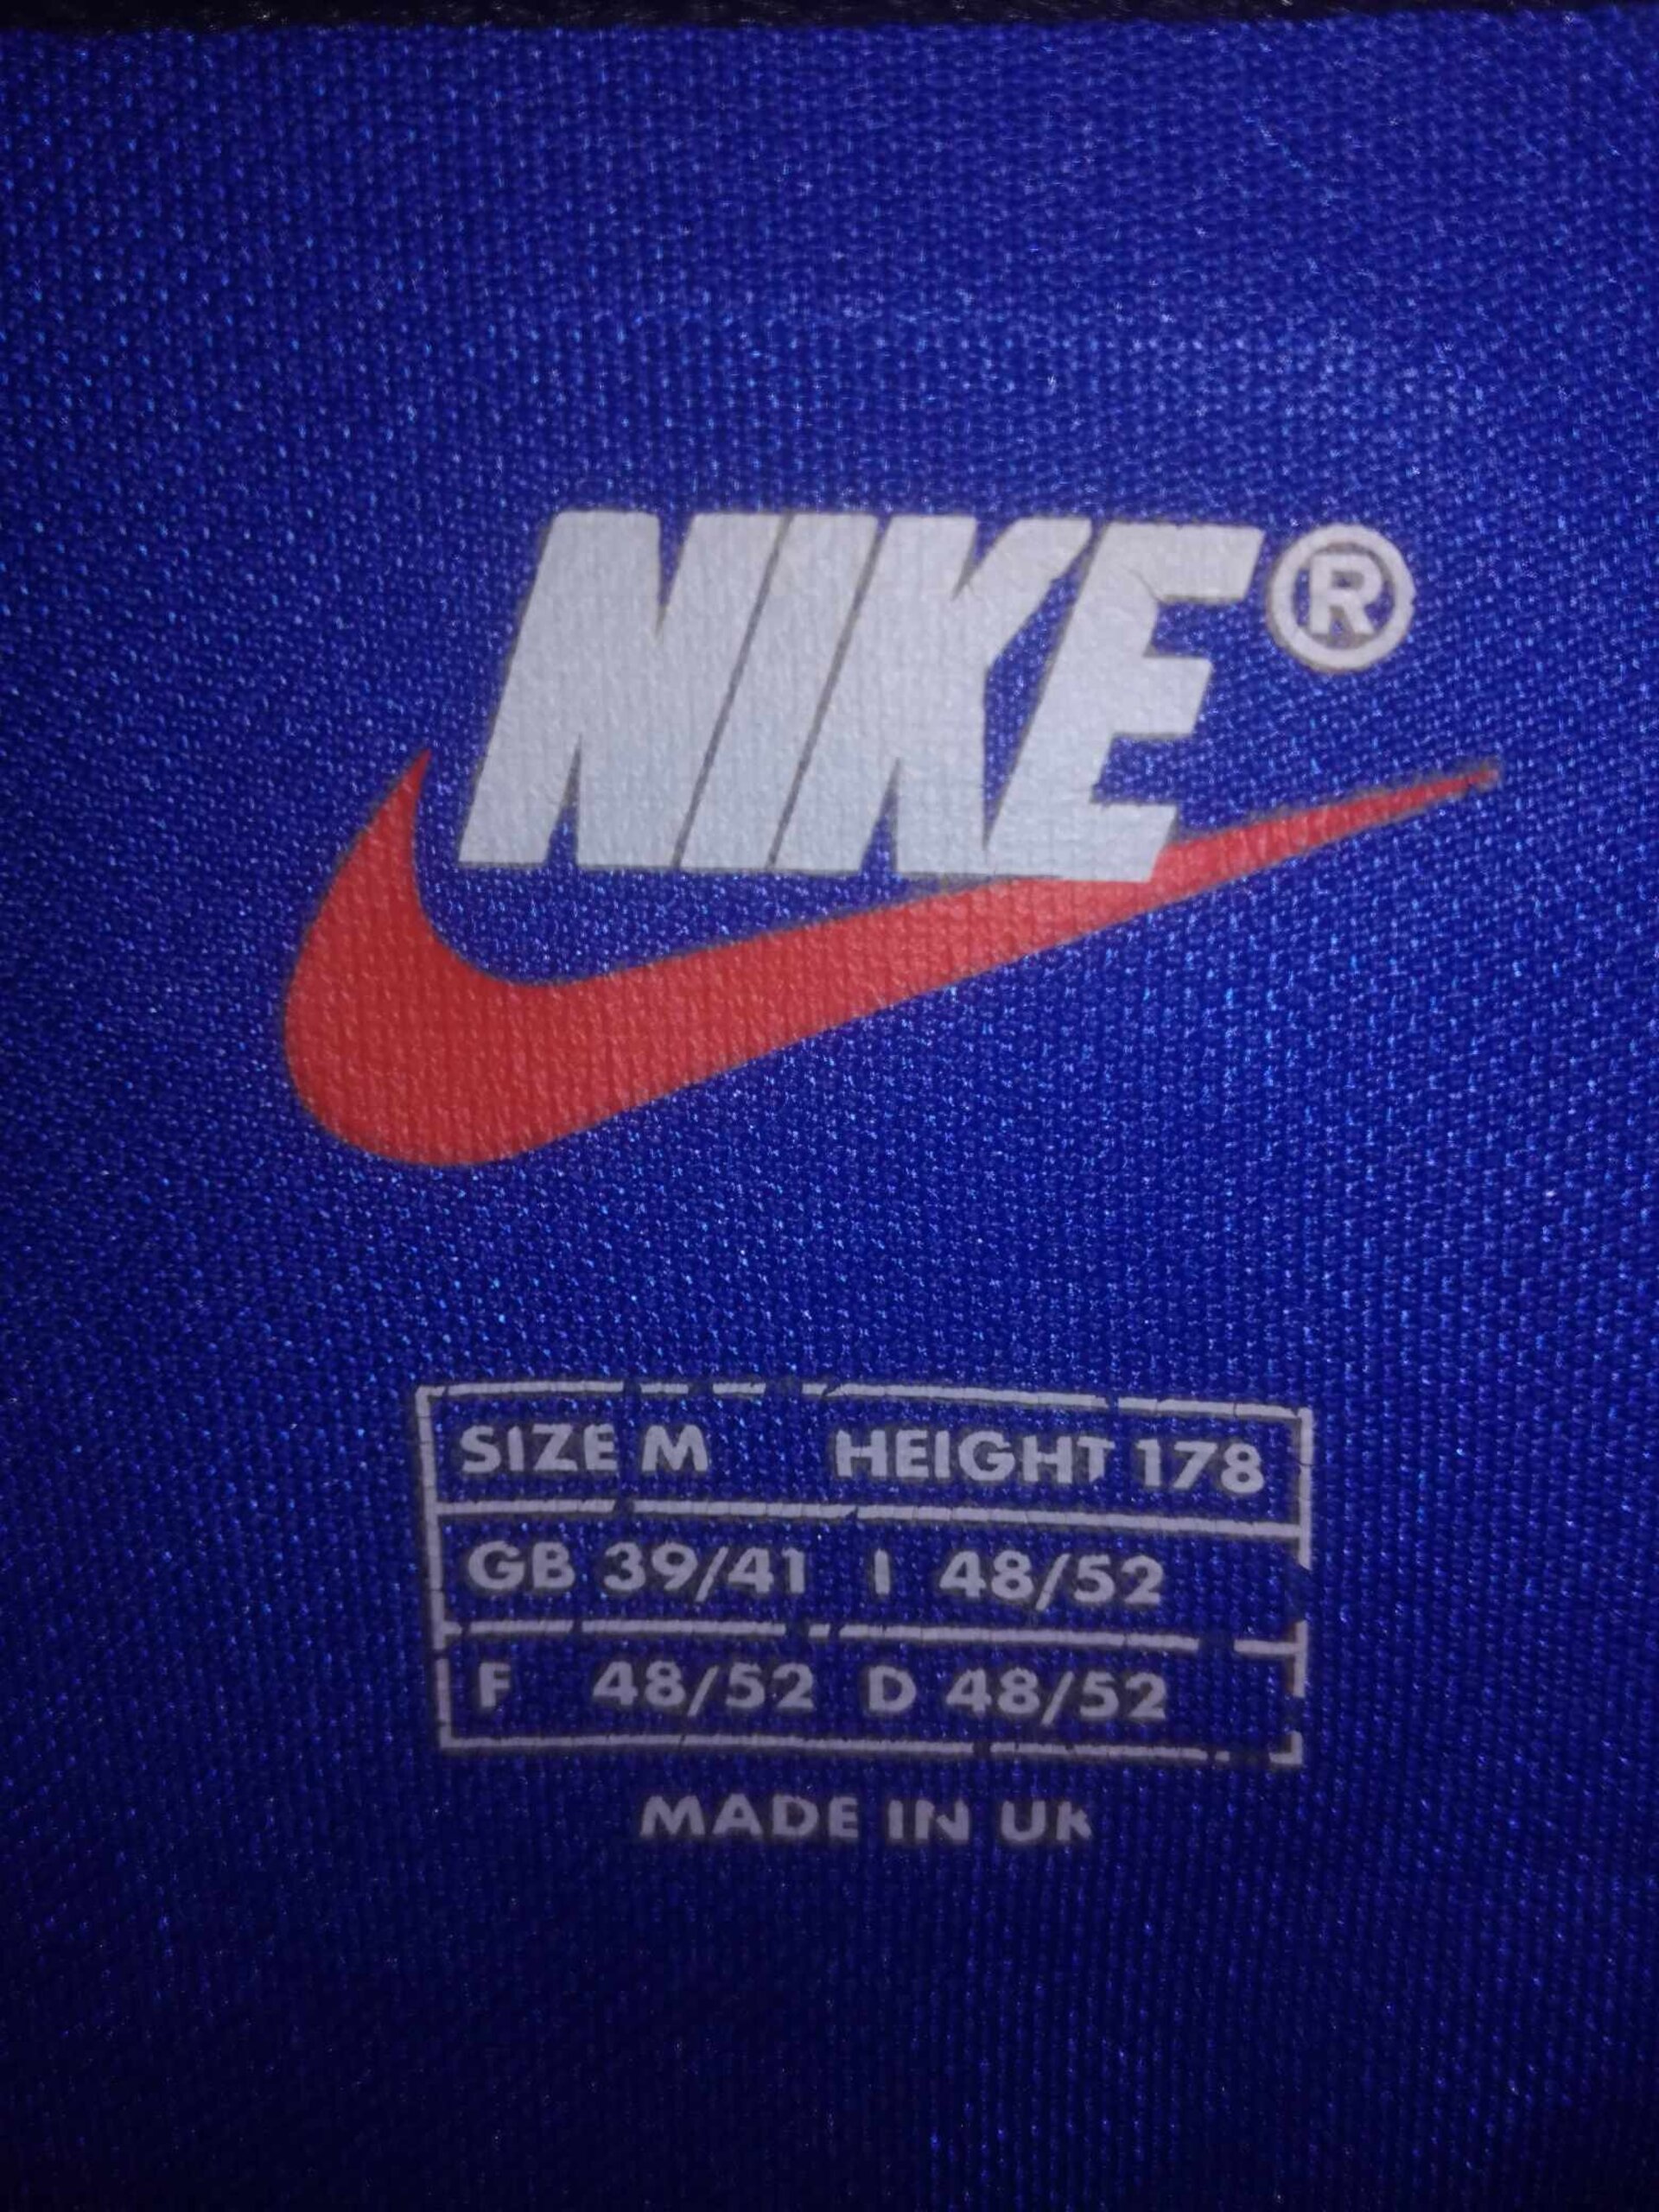 NIKE®
SIZE M HEIGHT 178
GB 39/41 I 48/52
F 48/52 D 48/52
MADE IN UK